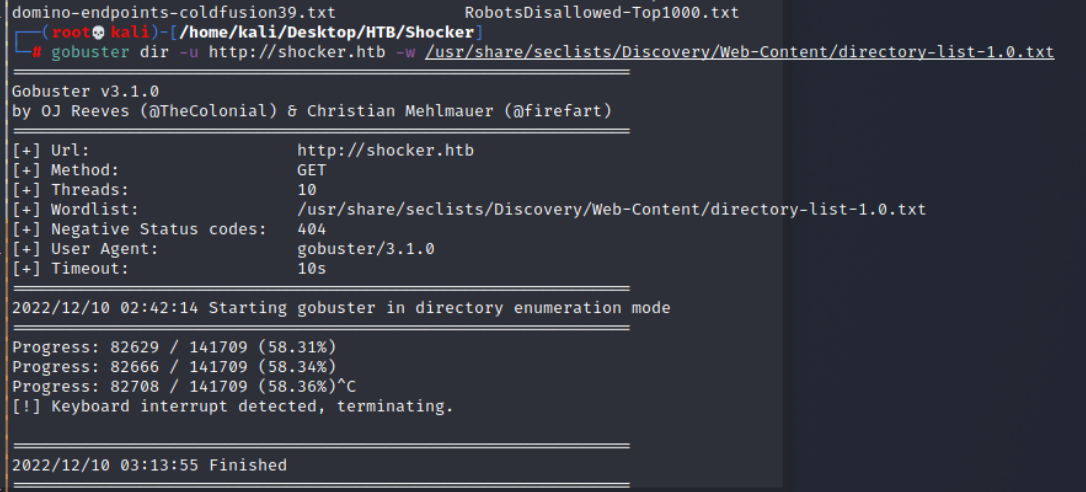 domino-endpoints-coldfusion39.txt RobotsDisallowed-Top1000.txt
┌──(root💀kali)-[/home/kali/Desktop/HTB/Shocker]
└─# gobuster dir -u http://shocker.htb -w /usr/share/seclists/Discovery/Web-Content/directory-list-1.0.txt
===============================================================
Gobuster v3.1.0
by OJ Reeves (@TheColonial) & Christian Mehlmauer (@firefart)
===============================================================
[+] Url: http://shocker.htb
[+] Method: GET
[+] Threads: 10
[+] Wordlist: /usr/share/seclists/Discovery/Web-Content/directory-list-1.0.txt
[+] Negative Status codes: 404
[+] User Agent: gobuster/3.1.0
[+] Timeout: 10s
===============================================================
2022/12/10 02:42:14 Starting gobuster in directory enumeration mode
===============================================================
Progress: 82629 / 141709 (58.31%)
Progress: 82666 / 141709 (58.34%)
Progress: 82708 / 141709 (58.36%)^C
[!] Keyboard interrupt detected, terminating.
===============================================================
2022/12/10 03:13:55 Finished
===============================================================